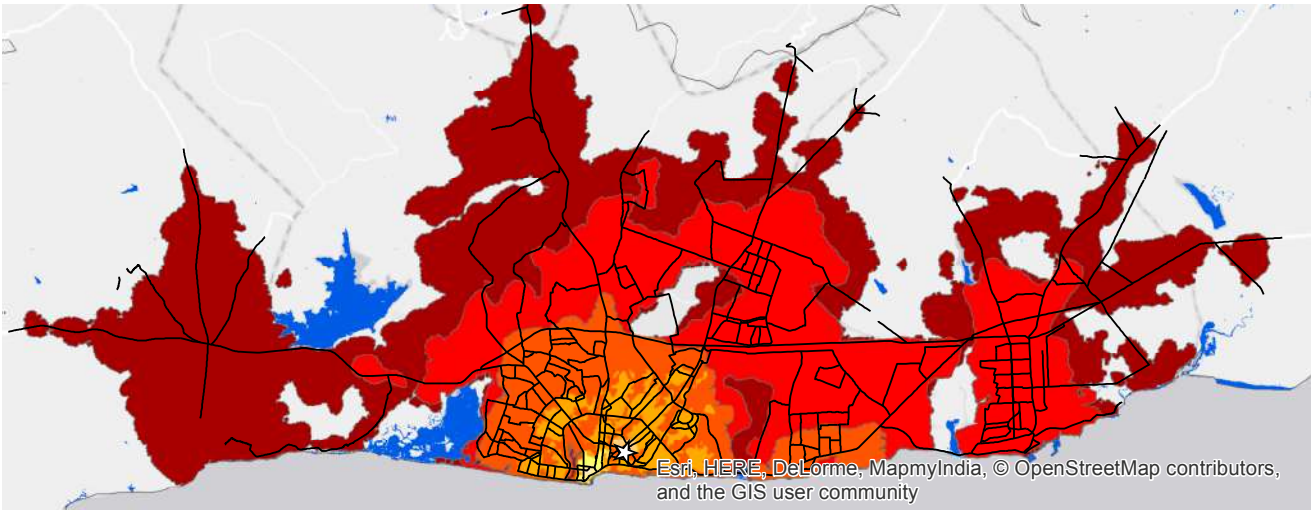 Esri, HERE, DeLorme, MapmyIndia, © OpenStreetMap contributors,
and the GIS user community